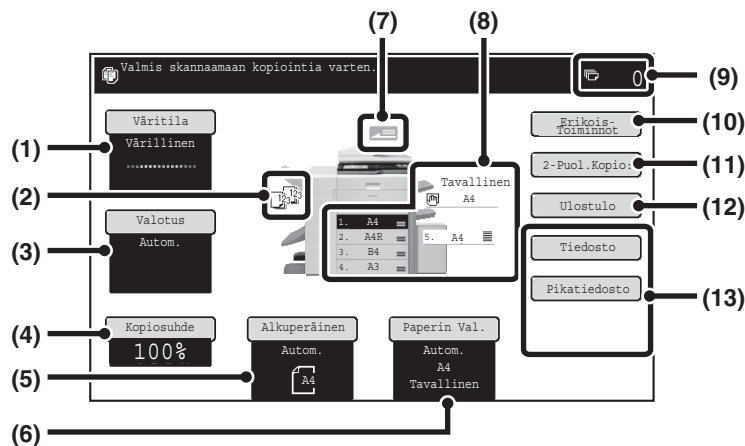 (7)
(8)
Valmis skannaamaan kopiointia varten.
0
(9)
Väritila
Värillinen
(1)
(2)
123
123
Tavallinen
A4
1. A4
2. A4R
3. B4
4. A3
5. A4
Erikois-
Toiminnot
(10)
2-Puol.Kopio:
(11)
Ulostulo
(12)
Valotus
Autom.
(3)
Tiedosto
Pikatiedosto
(13)
Kopiosuhde
100%
(4)
Alkuperäinen
Autom.
A4
(5)
Paperin Val.
Autom.
A4
Tavallinen
(6)